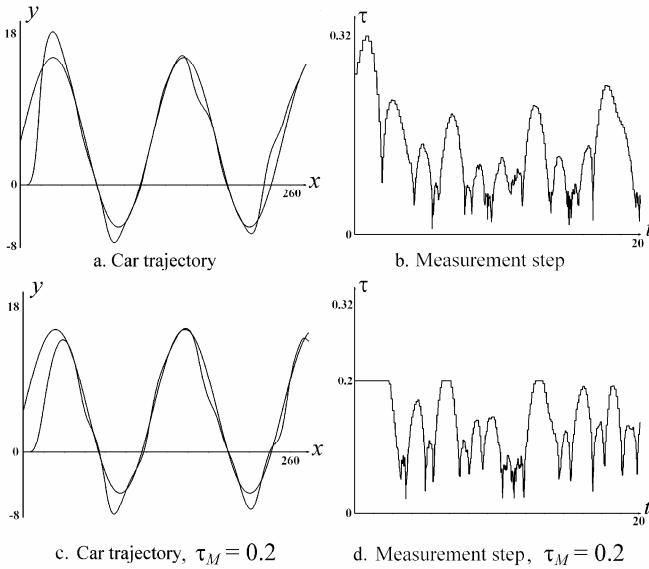 y
18
0
-8
260
x
a. Car trajectory
τ
0.32
0
20
t
b. Measurement step
y
18
0
-8
260
x
c. Car trajectory, τM = 0.2
τ
0.32
0.2
0
20
t
d. Measurement step, τM = 0.2